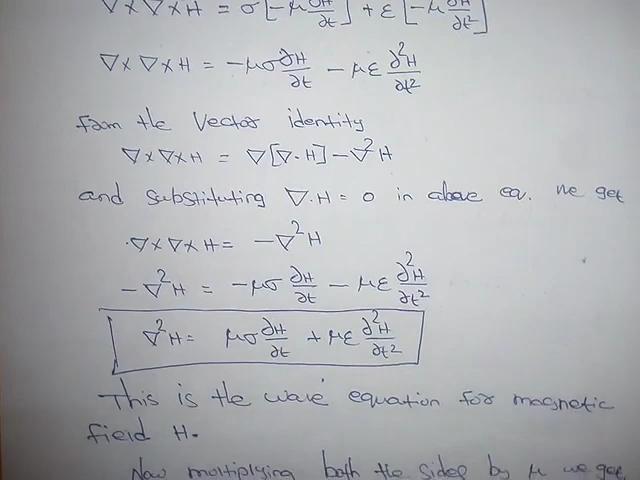 ∇×∇×H = σ[-μ∂H/∂t] + ε[-μ∂H/∂t²]
∇×∇×H = -μσ ∂H/∂t - με ∂²H/∂t²
fom the Vector identity
∇×∇×H = ∇[∇·H] - ∇²H
and substituting ∇.H = 0 in above eq. we get
·∇×∇×H = -∇²H
-∇²H = -μσ ∂H/∂t - με ∂²H/∂t²
∇²H = μσ ∂H/∂t + με ∂²H/∂t²
This is the wave equation for magnetic
field H.
Now multiplying both the sides by μ we get